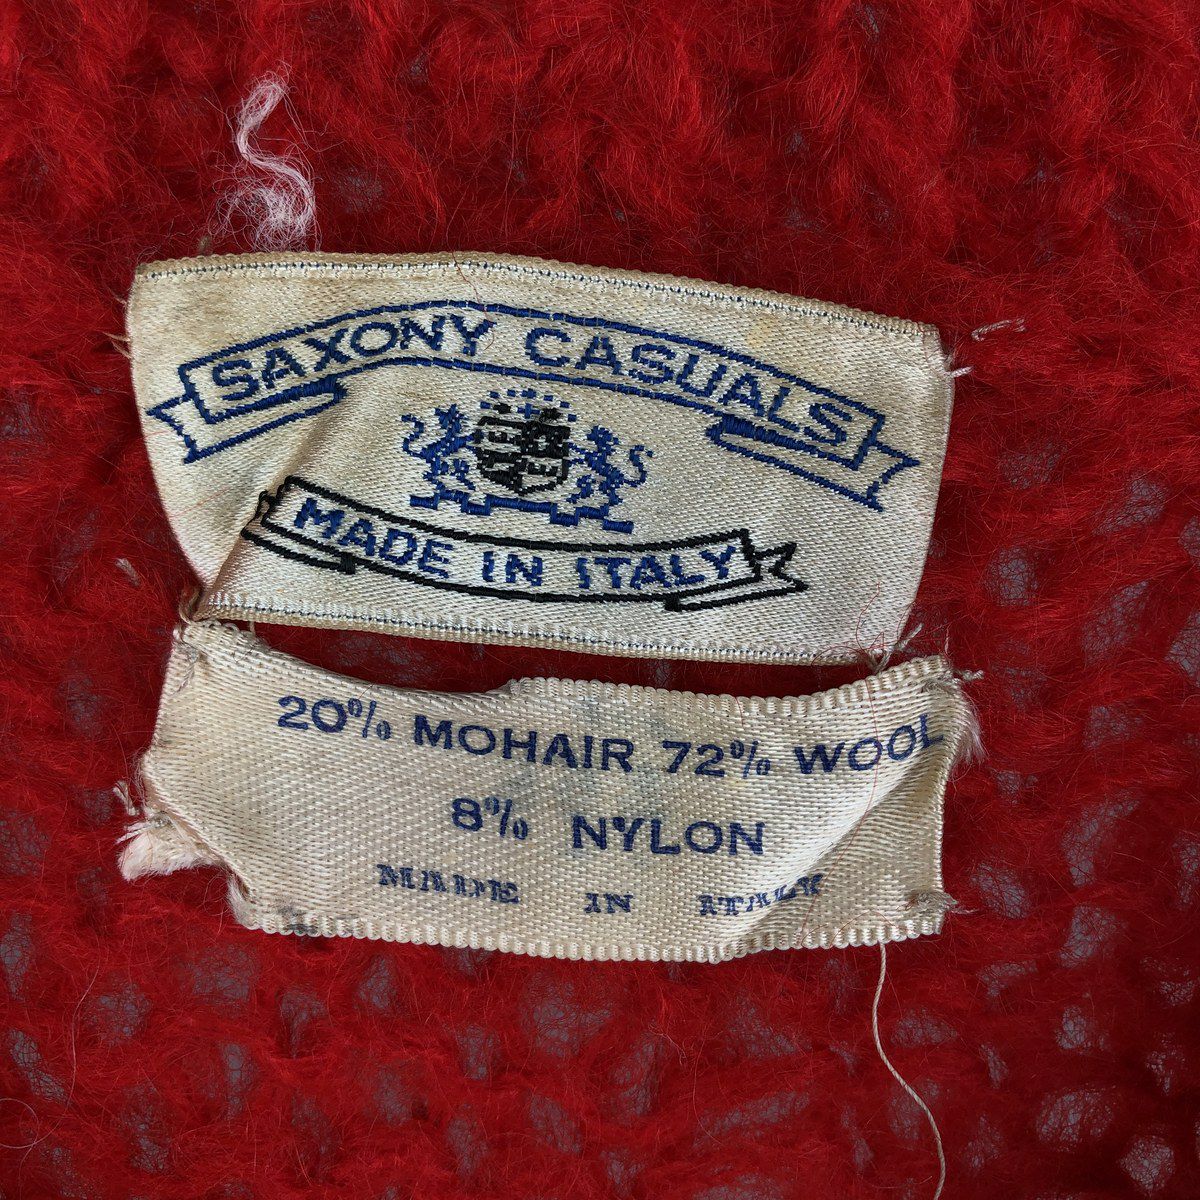 SAXONY CASUALS
MADE IN ITALY
20% MOHAIR 72% WOOL
8% NYLON
MADE IN ITALY